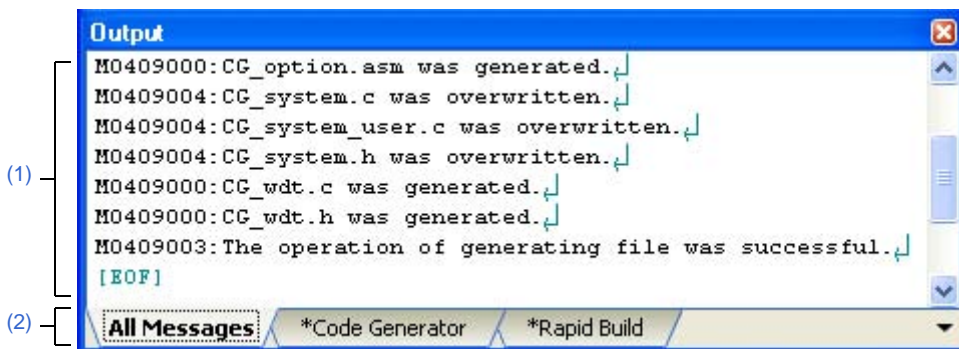 Output
M0409000:CG_option.asm was generated.
M0409004:CG_system.c was overwritten.
M0409004:CG_system_user.c was overwritten.
M0409004:CG_system.h was overwritten.
(1)
M0409000:CG_wdt.c was generated.
M0409000:CG_wdt.h was generated.
M0409003:The operation of generating file was successful.
[EOF]
(2)
All Messages *Code Generator *Rapid Build